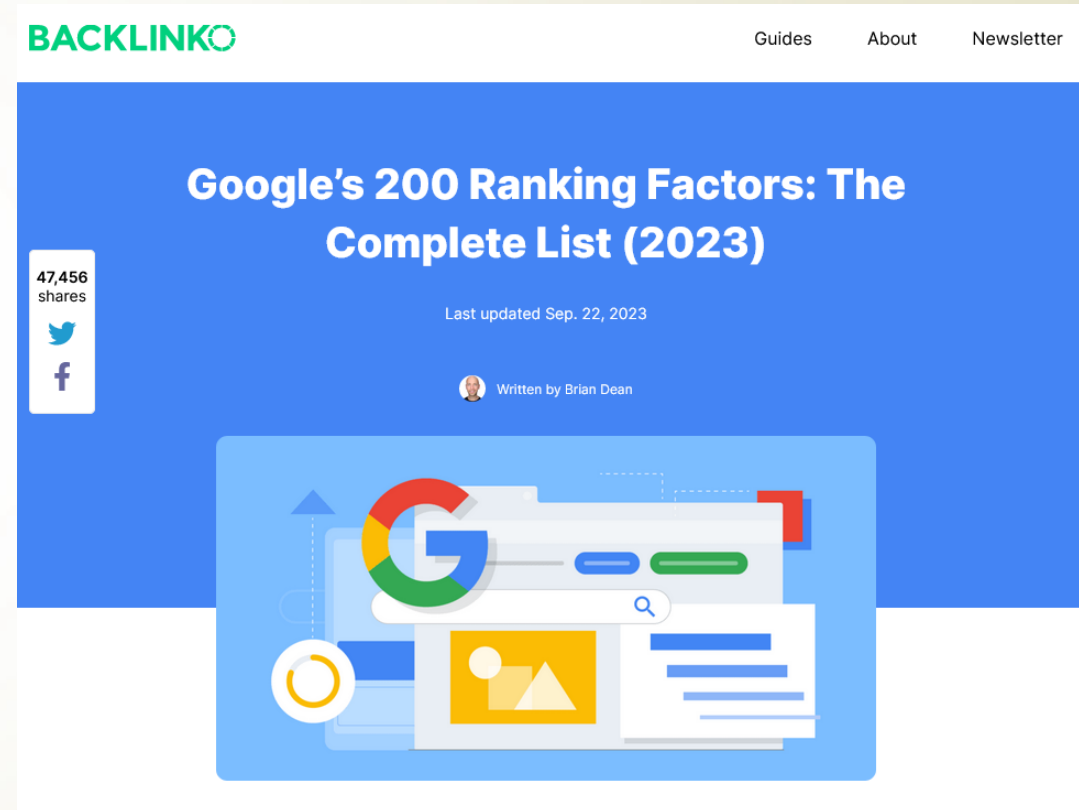 BACKLINKO
Guides About Newsletter
Google’s 200 Ranking Factors: The
Complete List (2023)
47,456
shares
Last updated Sep. 22, 2023
Written by Brian Dean